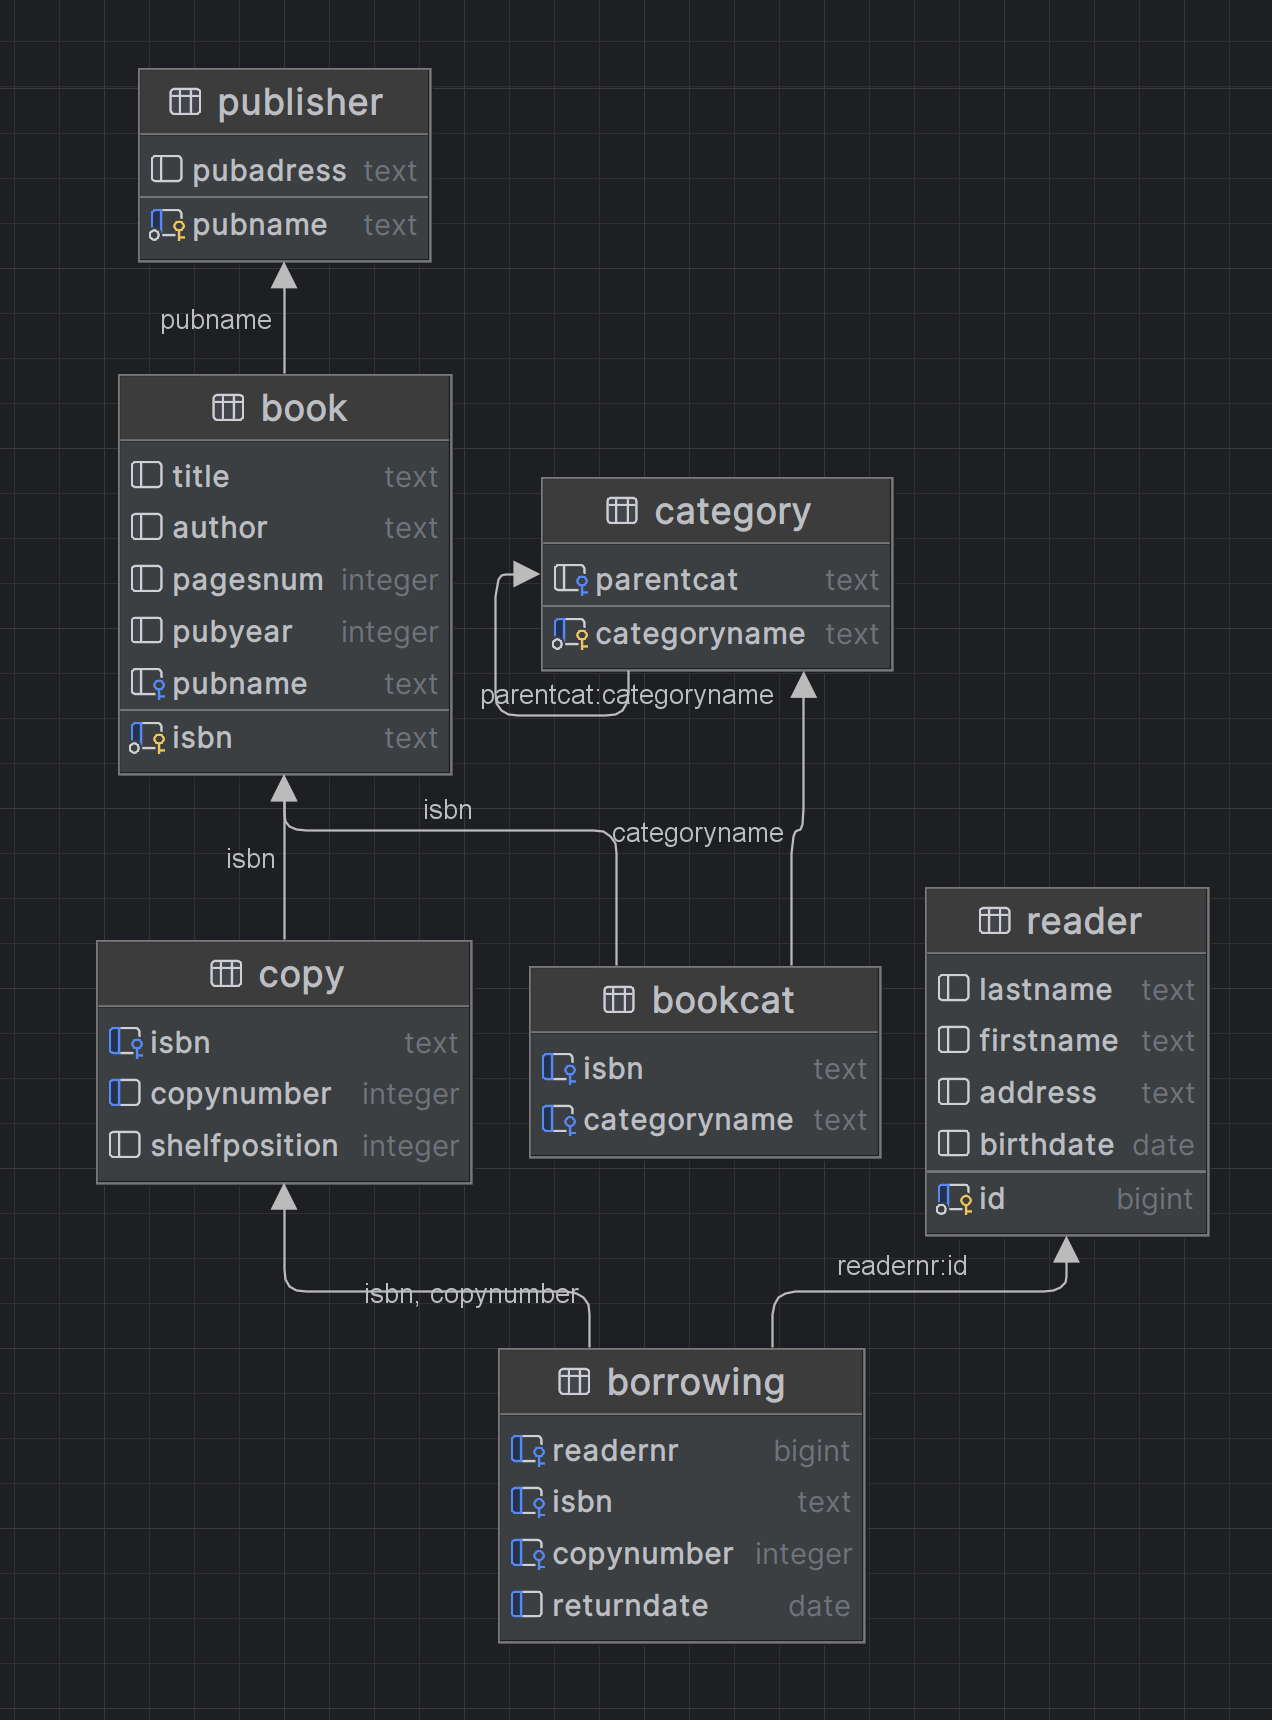 publisher
pubadress text
pubname text
pubname
book
title text
author text
pagesnum integer
pubyear integer
pubname text
isbn text
category
parentcat text
categoryname text
parentcat:categoryname
isbn
categoryname
isbn
copy
isbn text
copynumber integer
shelfposition integer
bookcat
isbn text
categoryname text
reader
lastname text
firstname text
address text
birthdate date
id bigint
readernr:id
isbn, copynumber
borrowing
readernr bigint
isbn text
copynumber integer
returndate date